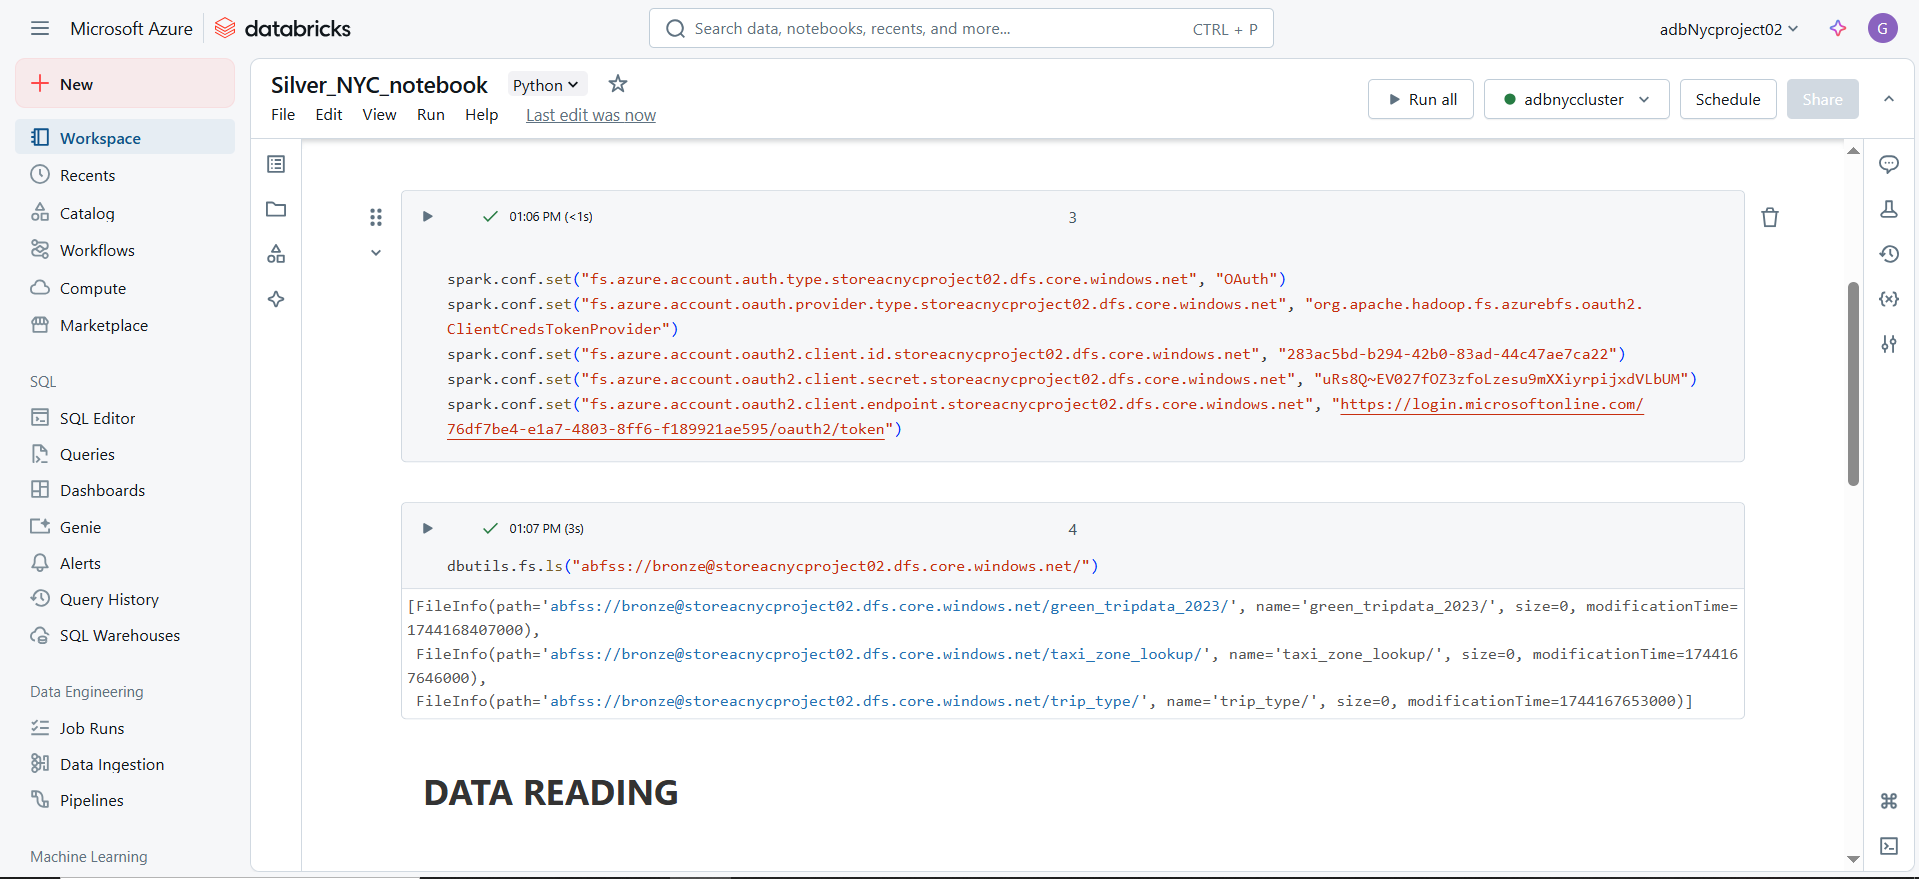 Microsoft Azure databricks
Search data, notebooks, recents, and more... CTRL + P
adbNycproject02
G
New
Workspace
Recents
Catalog
Workflows
Compute
Marketplace
SQL
SQL Editor
Queries
Dashboards
Genie
Alerts
Query History
SQL Warehouses
Data Engineering
Job Runs
Data Ingestion
Pipelines
Machine Learning
Silver_NYC_notebook Python
File Edit View Run Help Last edit was now
Run all adbnyccluster Schedule Share
01:06 PM (<1s) 3
spark.conf.set("fs.azure.account.auth.type.storeacnycproject02.dfs.core.windows.net", "OAuth")
spark.conf.set("fs.azure.account.oauth.provider.type.storeacnycproject02.dfs.core.windows.net", "org.apache.hadoop.fs.azurebfs.oauth2.
ClientCredsTokenProvider")
spark.conf.set("fs.azure.account.oauth2.client.id.storeacnycproject02.dfs.core.windows.net", "283ac5bd-b294-42b0-83ad-44c47ae7ca22")
spark.conf.set("fs.azure.account.oauth2.client.secret.storeacnycproject02.dfs.core.windows.net", "uRs8Q~EV027fOZ3zfoLzesu9mXXiyrpijxdVLbUM")
spark.conf.set("fs.azure.account.oauth2.client.endpoint.storeacnycproject02.dfs.core.windows.net", "https://login.microsoftonline.com/
76df7be4-e1a7-4803-8ff6-f189921ae595/oauth2/token")
01:07 PM (3s) 4
dbutils.fs.ls("abfss://bronze@storeacnycproject02.dfs.core.windows.net/")
[FileInfo(path='abfss://bronze@storeacnycproject02.dfs.core.windows.net/green_tripdata_2023/', name='green_tripdata_2023/', size=0, modificationTime=
1744168407000),
FileInfo(path='abfss://bronze@storeacnycproject02.dfs.core.windows.net/taxi_zone_lookup/', name='taxi_zone_lookup/', size=0, modificationTime=174416
7646000),
FileInfo(path='abfss://bronze@storeacnycproject02.dfs.core.windows.net/trip_type/', name='trip_type/', size=0, modificationTime=1744167653000)]
DATA READING